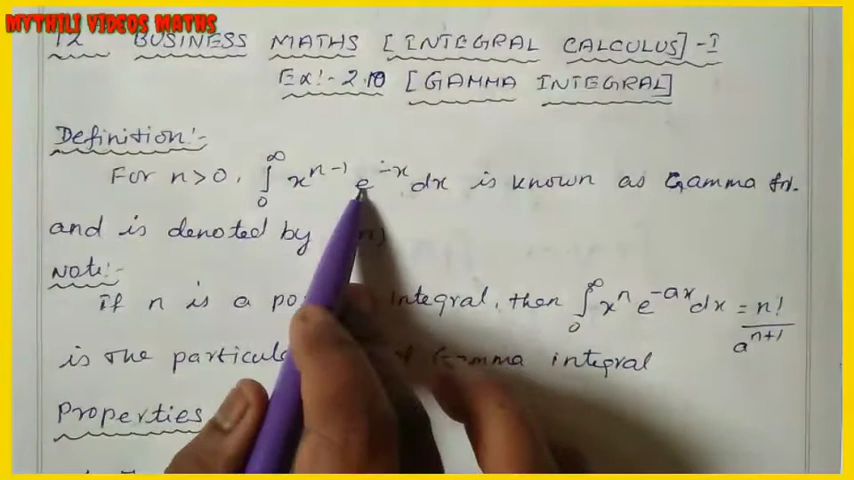 MYTHILI VIDEOS MATHS
12 BUSINESS MATHS [INTEGRAL CALCULUS]-I
Ex!-2.10 [GAMMA INTEGRAL]
Definition:-
For n>0, ∫₀^∞ x^{n-1} e^{-x} dx is known as Gamma fn.
and is denoted by n)
Note:-
If n is a integral, then ∫₀^∞ x^n e^{-ax} dx = n!/a^{n+1}
is the Gamma integral
Properties